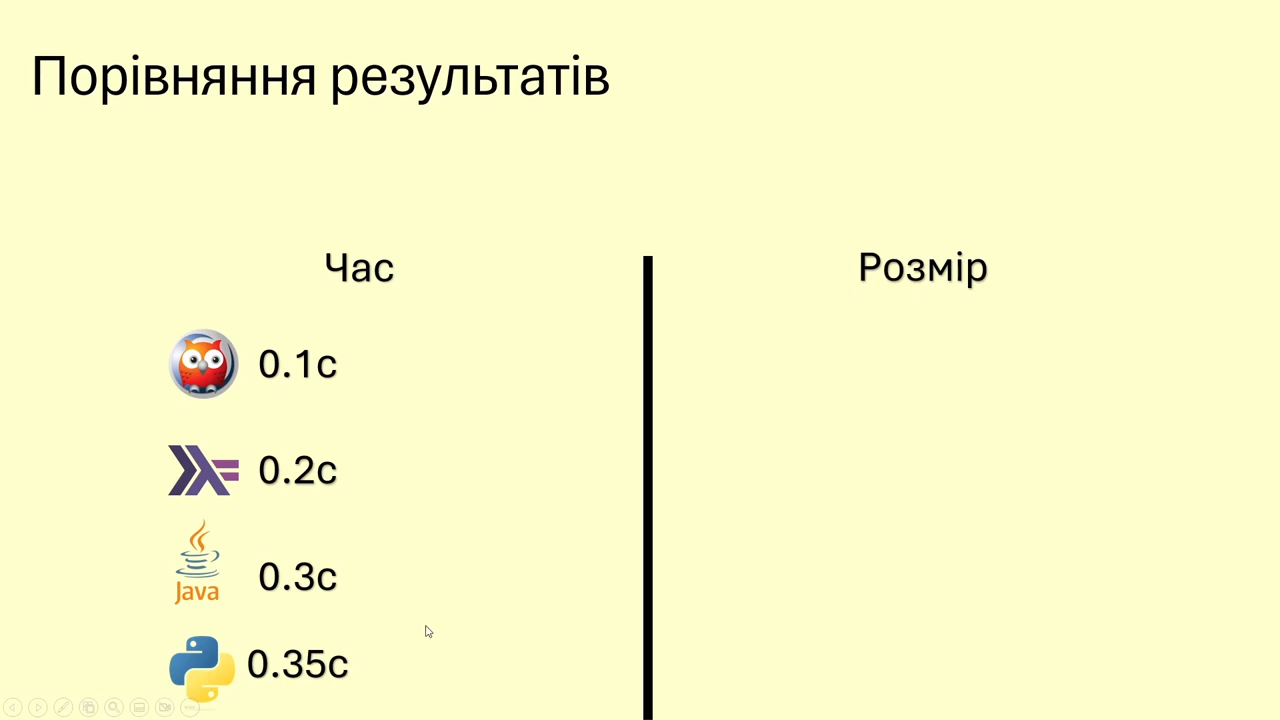 Порівняння результатів
Час
0.1с
0.2с
Java
0.3с
0.35с
Розмір